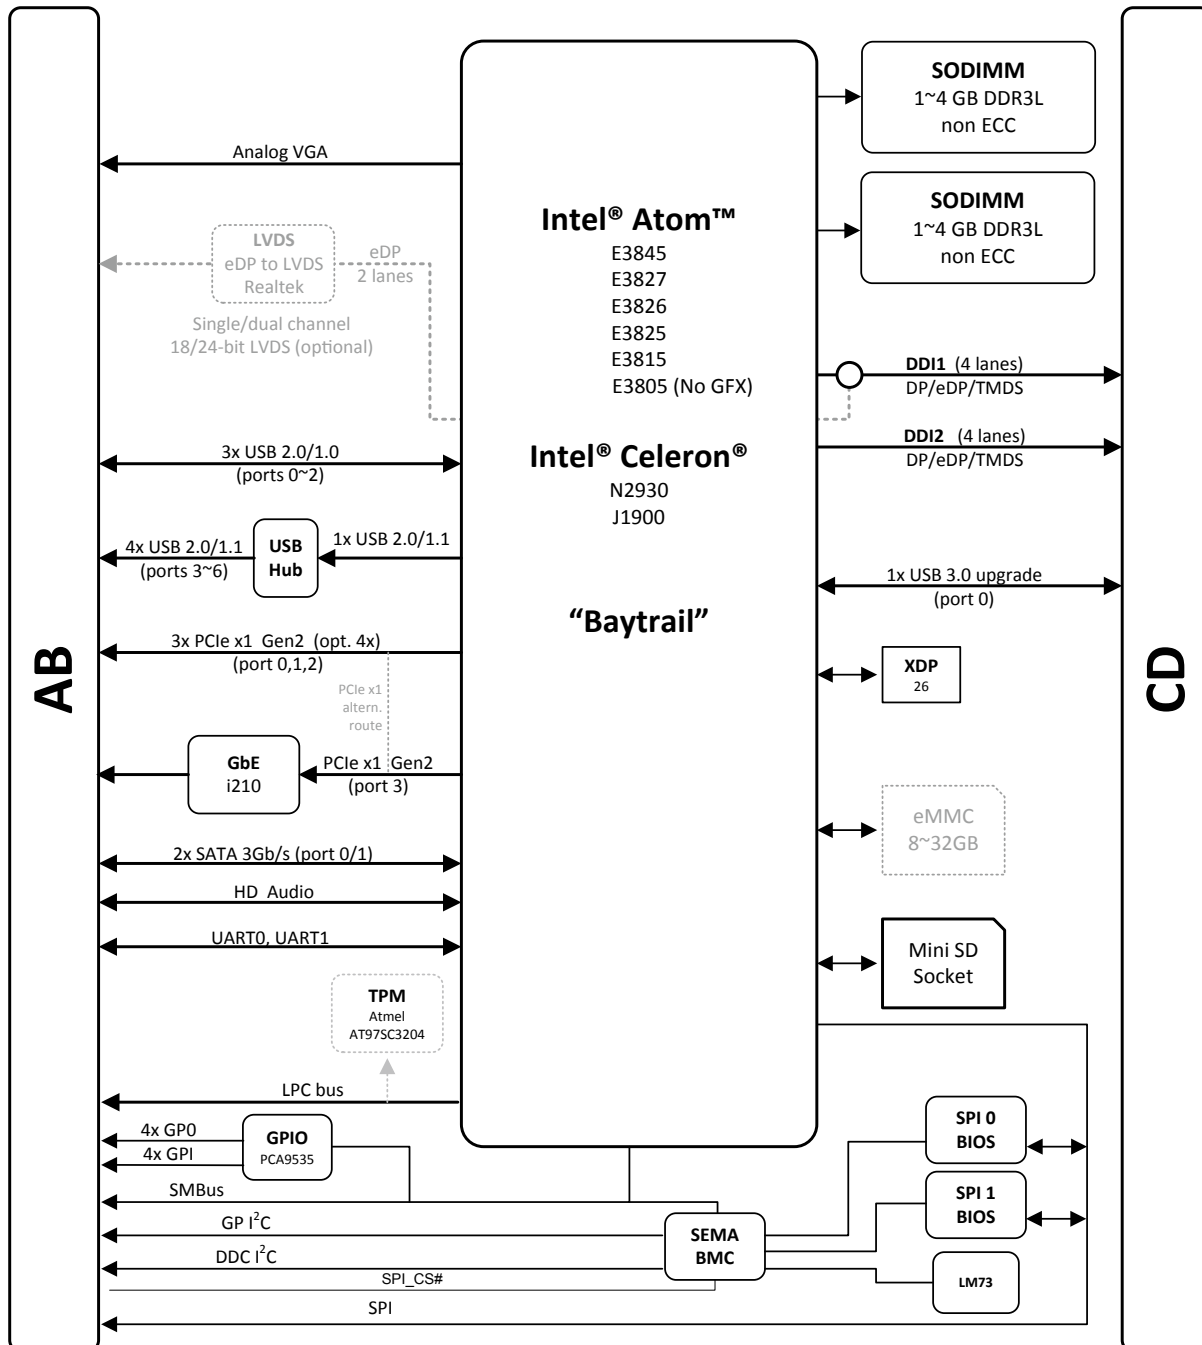 AB
Analog VGA
LVDS
eDP to LVDS
Realtek
eDP
2 lanes
Single/dual channel
18/24-bit LVDS (optional)
3x USB 2.0/1.0
(ports 0~2)
4x USB 2.0/1.1
(ports 3~6)
USB
Hub
1x USB 2.0/1.1
3x PCIe x1 Gen2 (opt. 4x)
(port 0,1,2)
PCIe x1
altern.
route
GbE
i210
PCIe x1 Gen2
(port 3)
2x SATA 3Gb/s (port 0/1)
HD Audio
UART0, UART1
TPM
Atmel
AT97SC3204
LPC bus
4x GP0
4x GPI
GPIO
PCA9535
SMBus
GP I²C
DDC I²C
SPI_CS#
SPI
Intel® Atom™
E3845
E3827
E3826
E3825
E3815
E3805 (No GFX)
Intel® Celeron®
N2930
J1900
“Baytrail”
SEMA
BMC
SODIMM
1~4 GB DDR3L
non ECC
SODIMM
1~4 GB DDR3L
non ECC
DDI1 (4 lanes)
DP/eDP/TMDS
DDI2 (4 lanes)
DP/eDP/TMDS
1x USB 3.0 upgrade
(port 0)
XDP
26
eMMC
8~32GB
Mini SD
Socket
SPI 0
BIOS
SPI 1
BIOS
LM73
CD